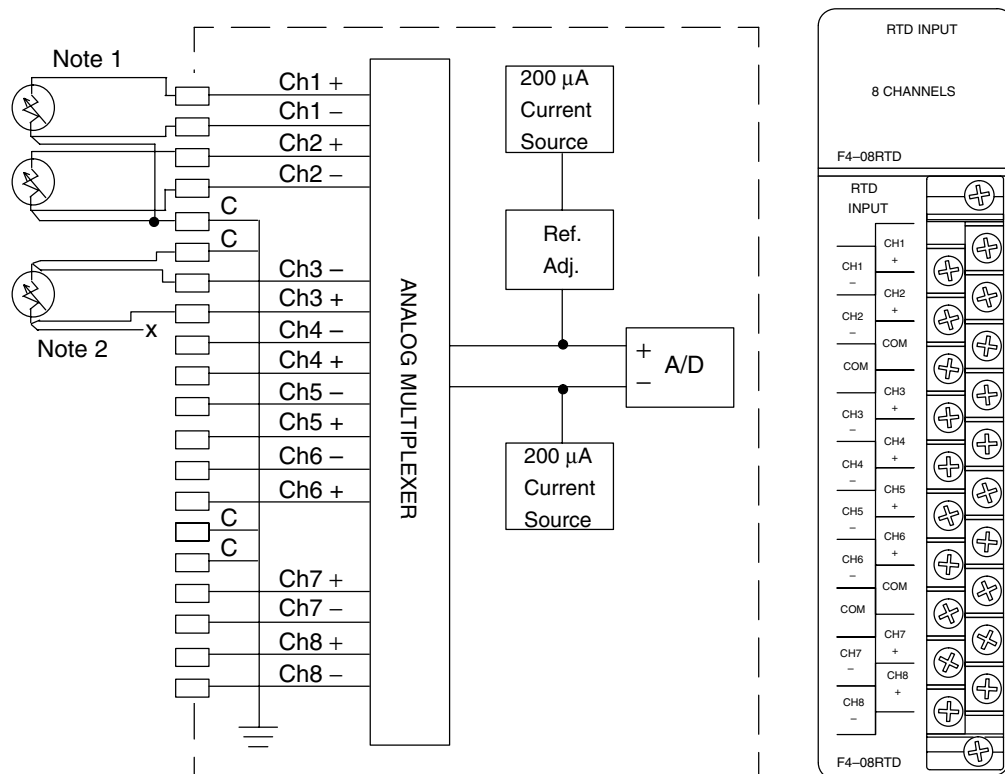 Note 1
Ch1 +
Ch1 −
Ch2 +
Ch2 −
C
C
Ch3 −
Ch3 +
x
Note 2
Ch4 −
Ch4 +
Ch5 −
Ch5 +
Ch6 −
Ch6 +
C
C
Ch7 +
Ch7 −
Ch8 +
Ch8 −
ANALOG MULTIPLEXER
200 μA
Current
Source
Ref.
Adj.
+
−
A/D
200 μA
Current
Source
RTD INPUT
8 CHANNELS
F4–08RTD
RTD
INPUT
CH1
+
CH1
−
CH2
+
CH2
−
COM
COM
CH3
+
CH3
−
CH4
+
CH4
−
CH5
+
CH5
−
CH6
+
CH6
−
COM
COM
CH7
+
CH7
−
CH8
+
CH8
−
F4–08RTD